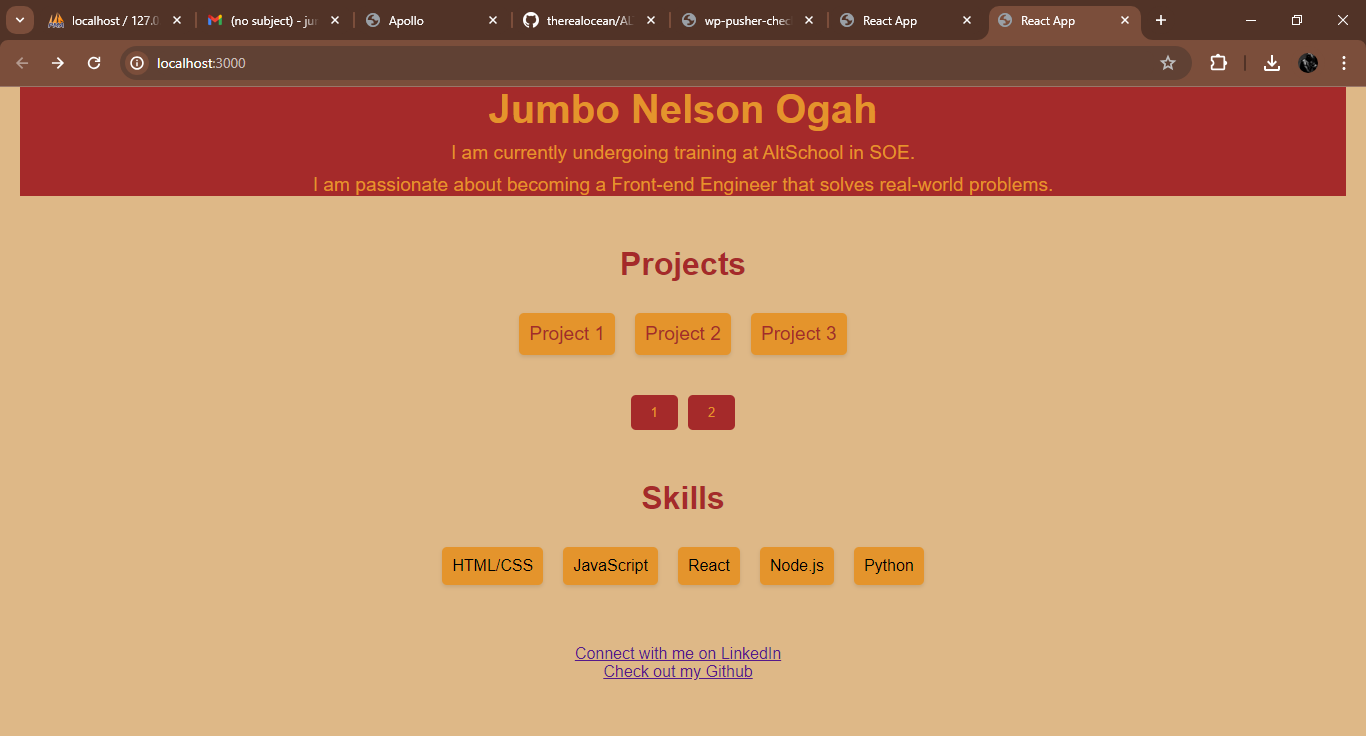 localhost / 127.0
(no subject) - jur
Apollo
therealocean/AL
wp-pusher-chec
React App
React App
localhost:3000
Jumbo Nelson Ogah
I am currently undergoing training at AltSchool in SOE.
I am passionate about becoming a Front-end Engineer that solves real-world problems.
Projects
Project 1 Project 2 Project 3
1 2
Skills
HTML/CSS JavaScript React Node.js Python
Connect with me on LinkedIn
Check out my Github